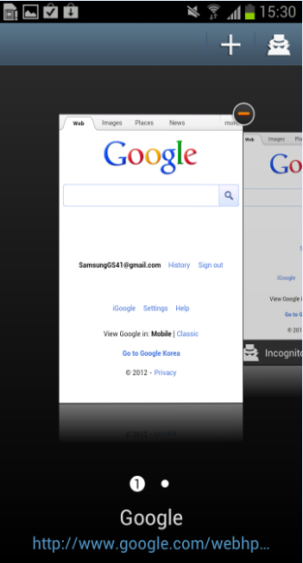 15:30
Web Images Places News more
Google
SamsungGS41@gmail.com History Sign out
iGoogle Settings Help
View Google in: Mobile | Classic
Go to Google Korea
© 2012 - Privacy
Web Images
Go
iGoogle
View Google i
Go to G
© 201
Incognito
1
Google
http://www.google.com/webhp...